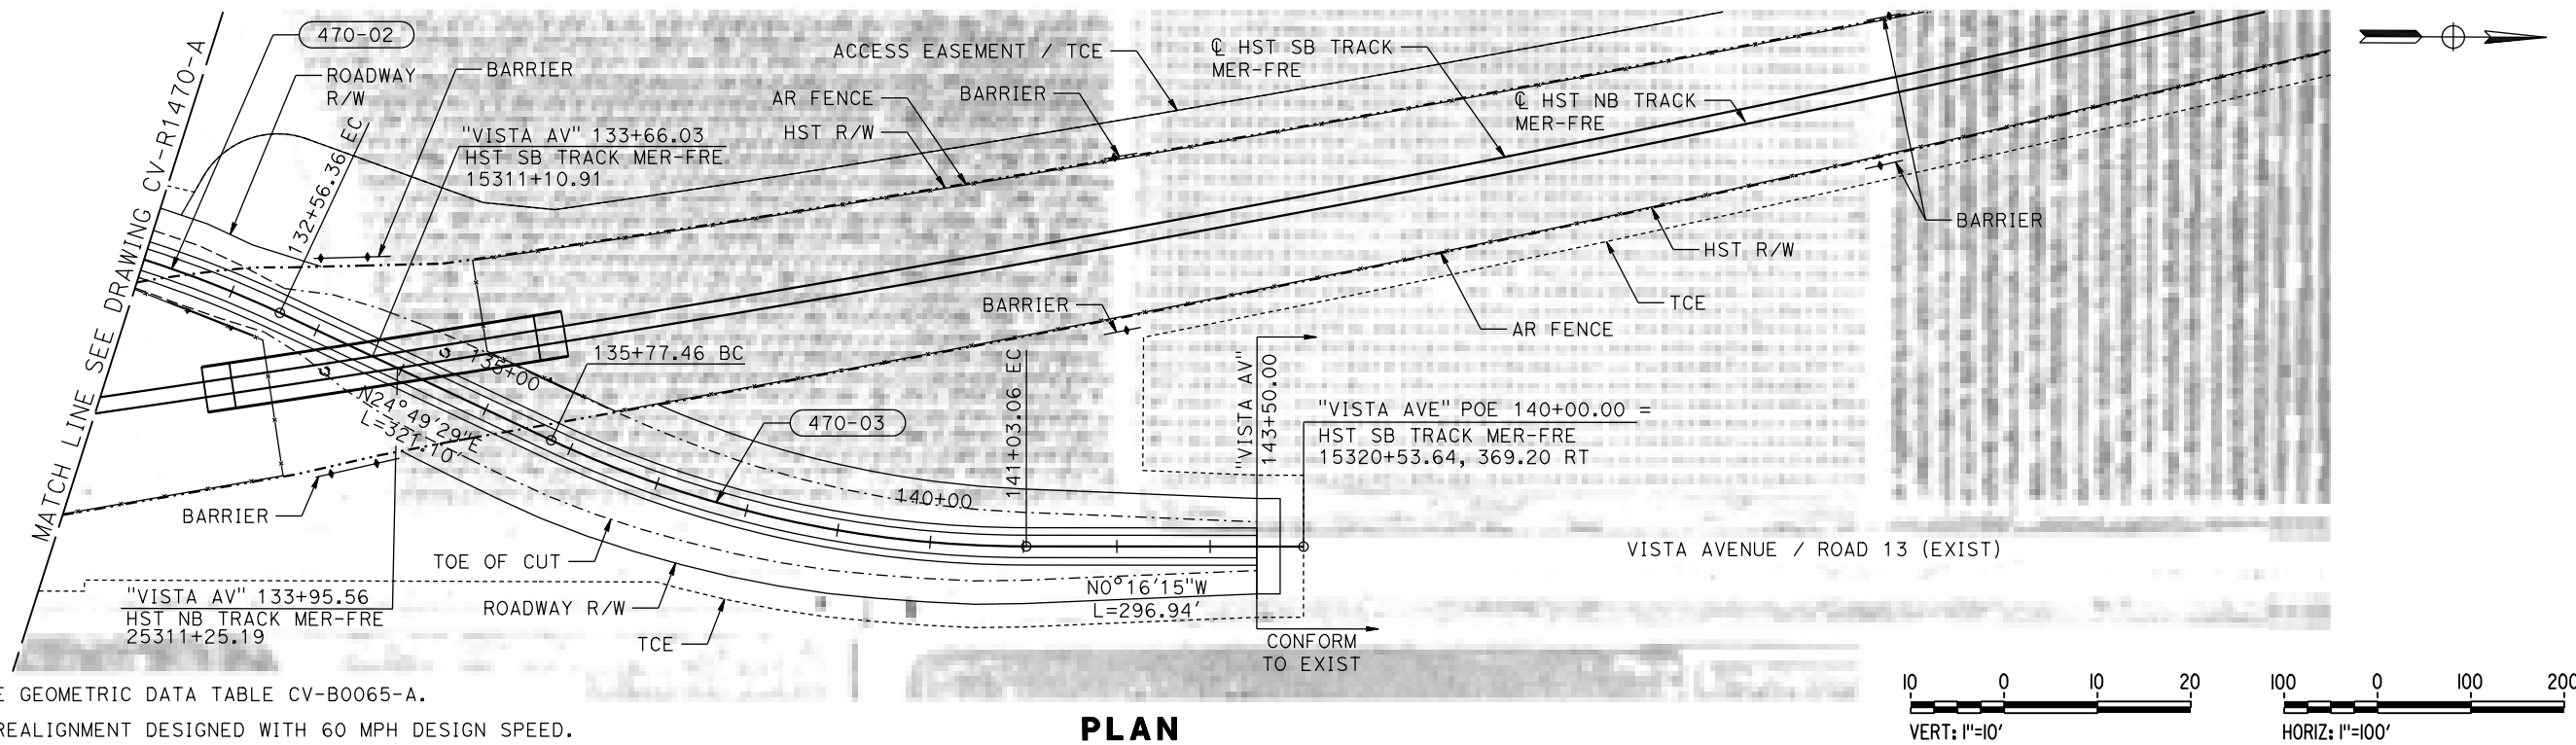 470-02
ROADWAY
R/W
BARRIER
ACCESS EASEMENT / TCE
℄ HST SB TRACK
MER-FRE
AR FENCE
HST R/W
BARRIER
℄ HST NB TRACK
MER-FRE
MATCH LINE SEE DRAWING CV-R1470-A
132+56.36 EC
"VISTA AV" 133+66.03
HST SB TRACK MER-FRE
15311+10.91
BARRIER
HST R/W
TCE
AR FENCE
BARRIER
135+00
135+77.46 BC
N24°49'29"E
L=321.10'
470-03
141+03.06 EC
"VISTA AV"
143+50.00
"VISTA AVE" POE 140+00.00 =
HST SB TRACK MER-FRE
15320+53.64, 369.20 RT
140+00
BARRIER
TOE OF CUT
ROADWAY R/W
TCE
VISTA AVENUE / ROAD 13 (EXIST)
N0°16'15"W
L=296.94'
"VISTA AV" 133+95.56
HST NB TRACK MER-FRE
25311+25.19
CONFORM
TO EXIST
E GEOMETRIC DATA TABLE CV-B0065-A.
REALIGNMENT DESIGNED WITH 60 MPH DESIGN SPEED.
PLAN
10 0 10 20
VERT: 1"=10'
100 0 100 200
HORIZ: 1"=100'